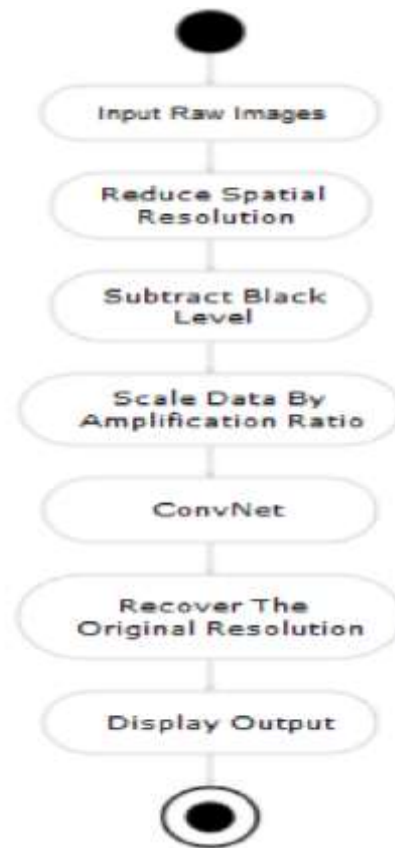 Input Raw Images
Reduce Spatial
Resolution
Subtract Black
Level
Scale Data By
Amplification Ratio
ConvNet
Recover The
Original Resolution
Display Output